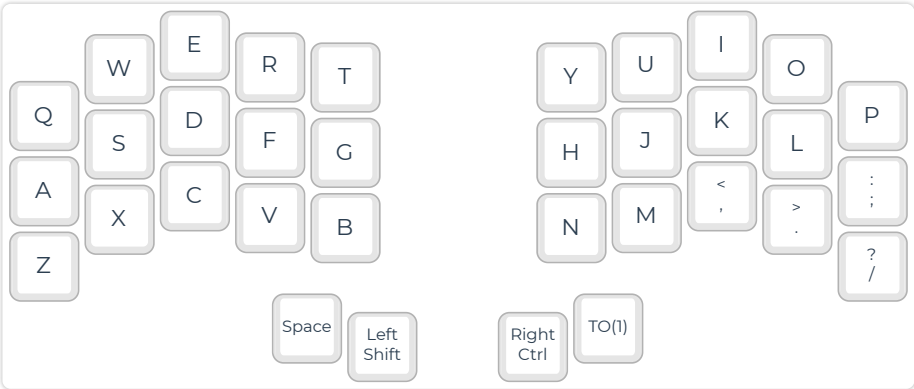 Q W E R T Y U I O P
A S D F G H J K L :
;
Z X C V B N M <
,
>
.
?
/
Space
Left
Shift
Right
Ctrl
TO(1)